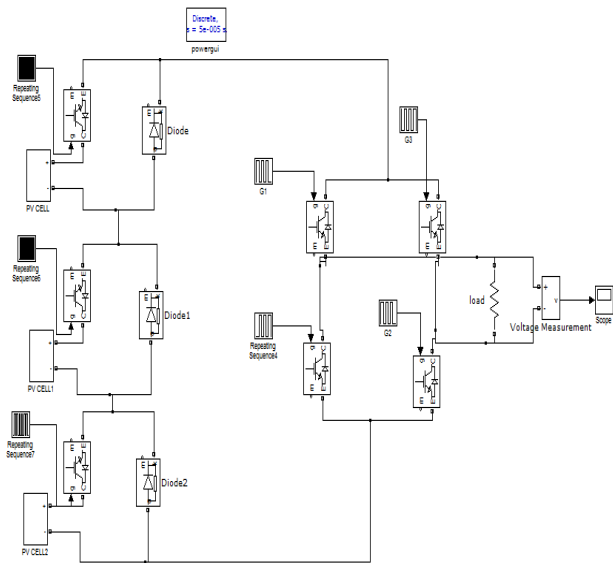 Discrete,
s = 5e-005 s
powergui
Repeating
Sequence5
g
m
E
C
m
Diode
+
-
PV CELL
G1
G3
g
C
m
E
g
C
m
E
Repeating
Sequence6
g
m
E
C
m
Diode1
+
-
PV CELL1
load
+
-
v
Voltage Measurement
Scope
Repeating
Sequence4
G2
g
C
m
E
g
C
m
E
Repeating
Sequence7
g
m
E
C
m
Diode2
+
-
PV CELL2